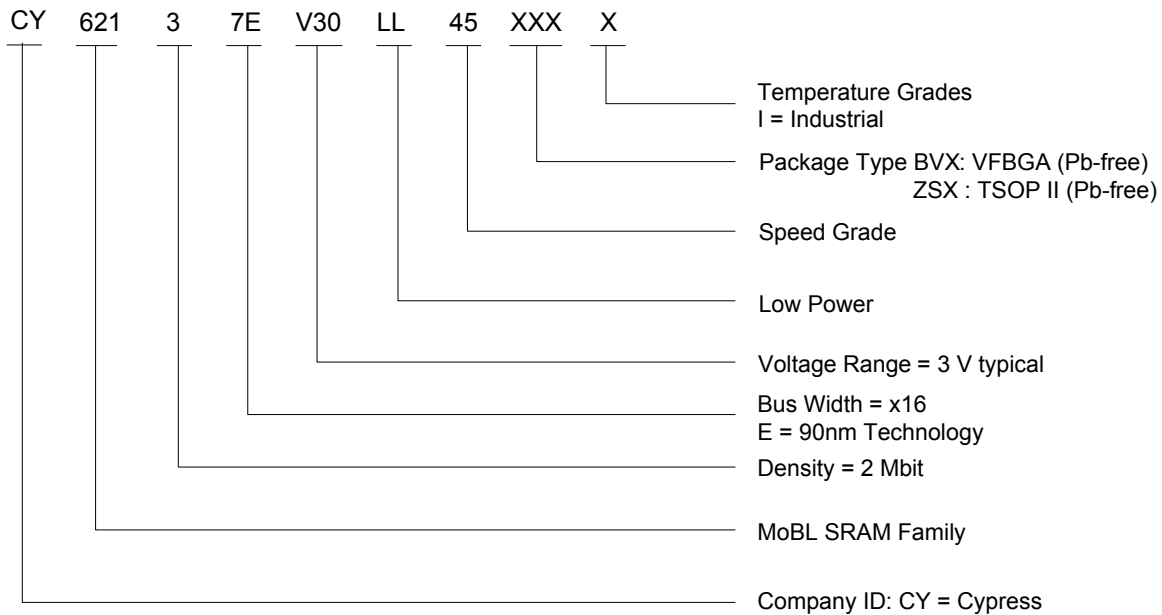 CY 621 3 7E V30 LL 45 XXX X
Temperature Grades
I = Industrial
Package Type BVX: VFBGA (Pb-free)
ZSX : TSOP II (Pb-free)
Speed Grade
Low Power
Voltage Range = 3 V typical
Bus Width = x16
E = 90nm Technology
Density = 2 Mbit
MoBL SRAM Family
Company ID: CY = Cypress